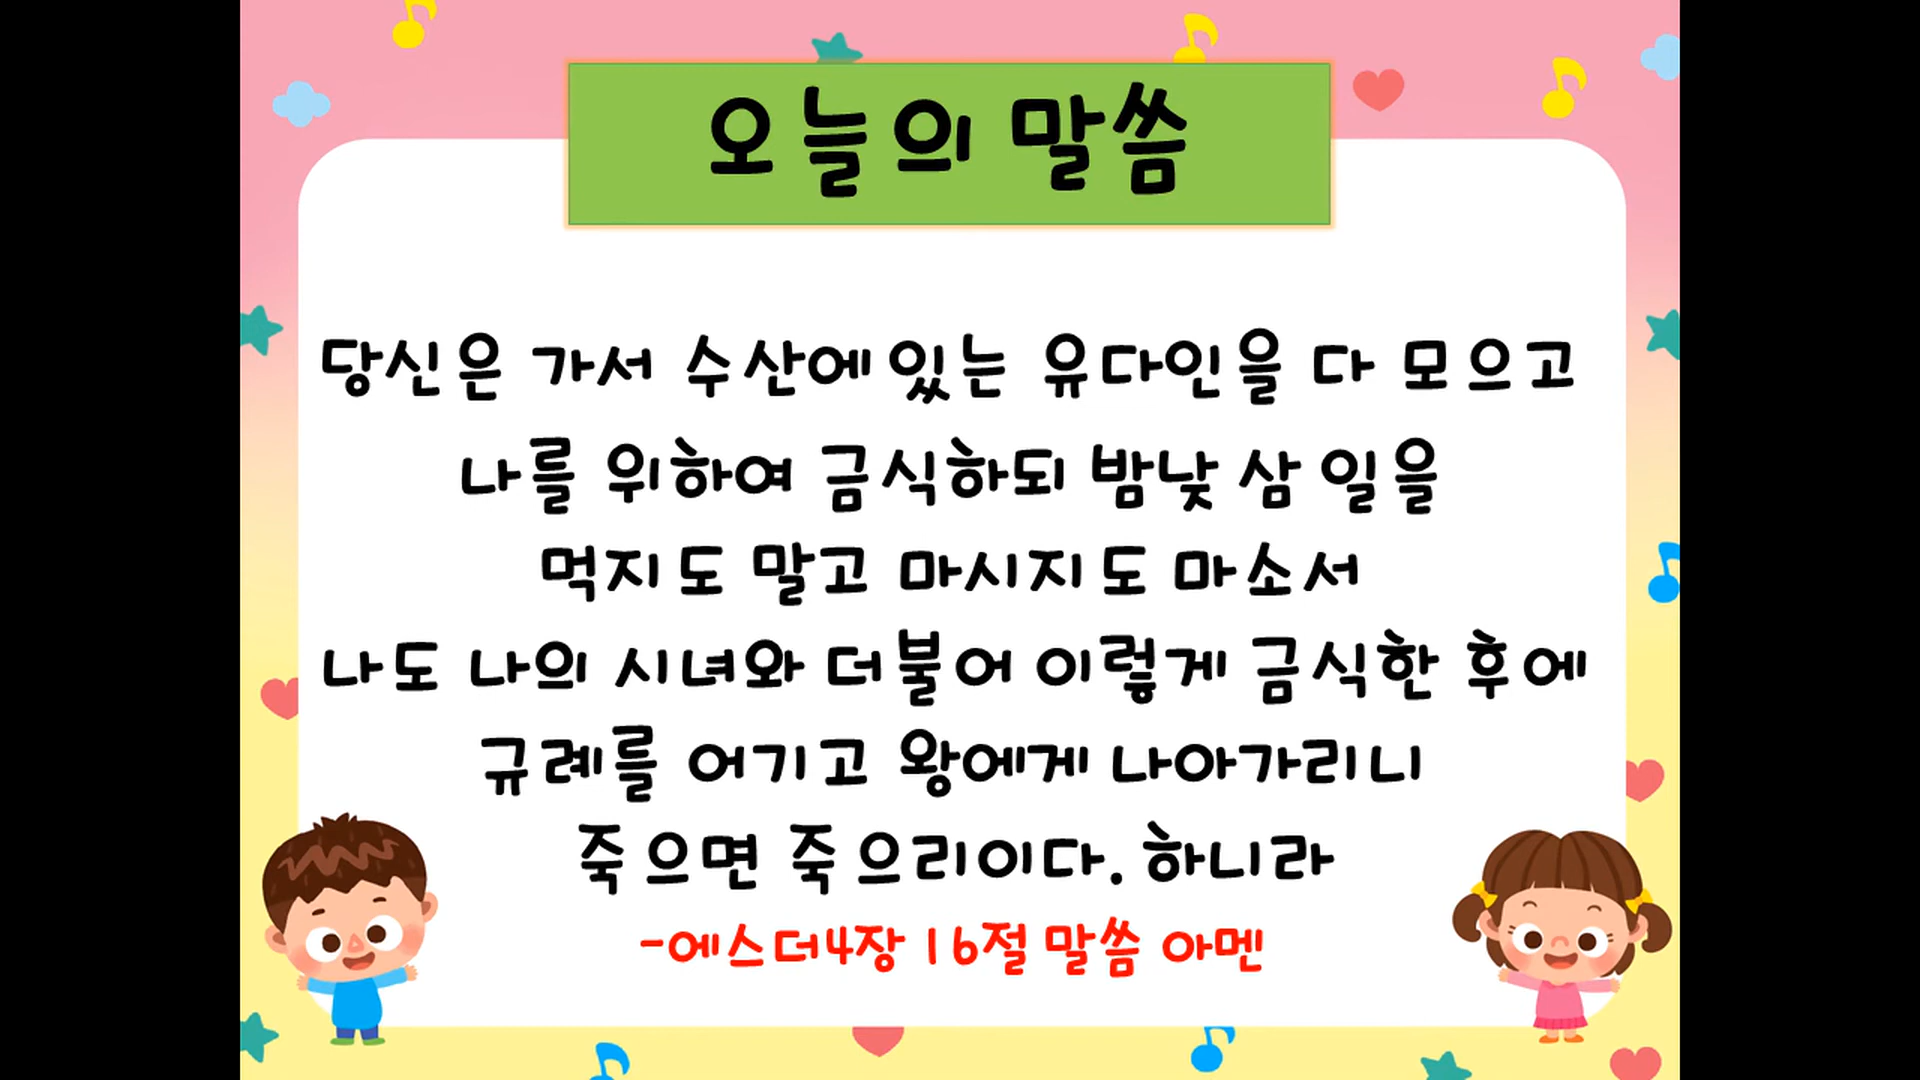 오늘의 말씀
당신은 가서 수산에 있는 유다인을 다 모으고
나를 위하여 금식하되 밤낮 삼 일을
먹지도 말고 마시지도 마소서
나도 나의 시녀와 더불어 이렇게 금식한 후에
규례를 어기고 왕에게 나아가리니
죽으면 죽으리이다. 하니라
-에스더4장 16절 말씀 아멘